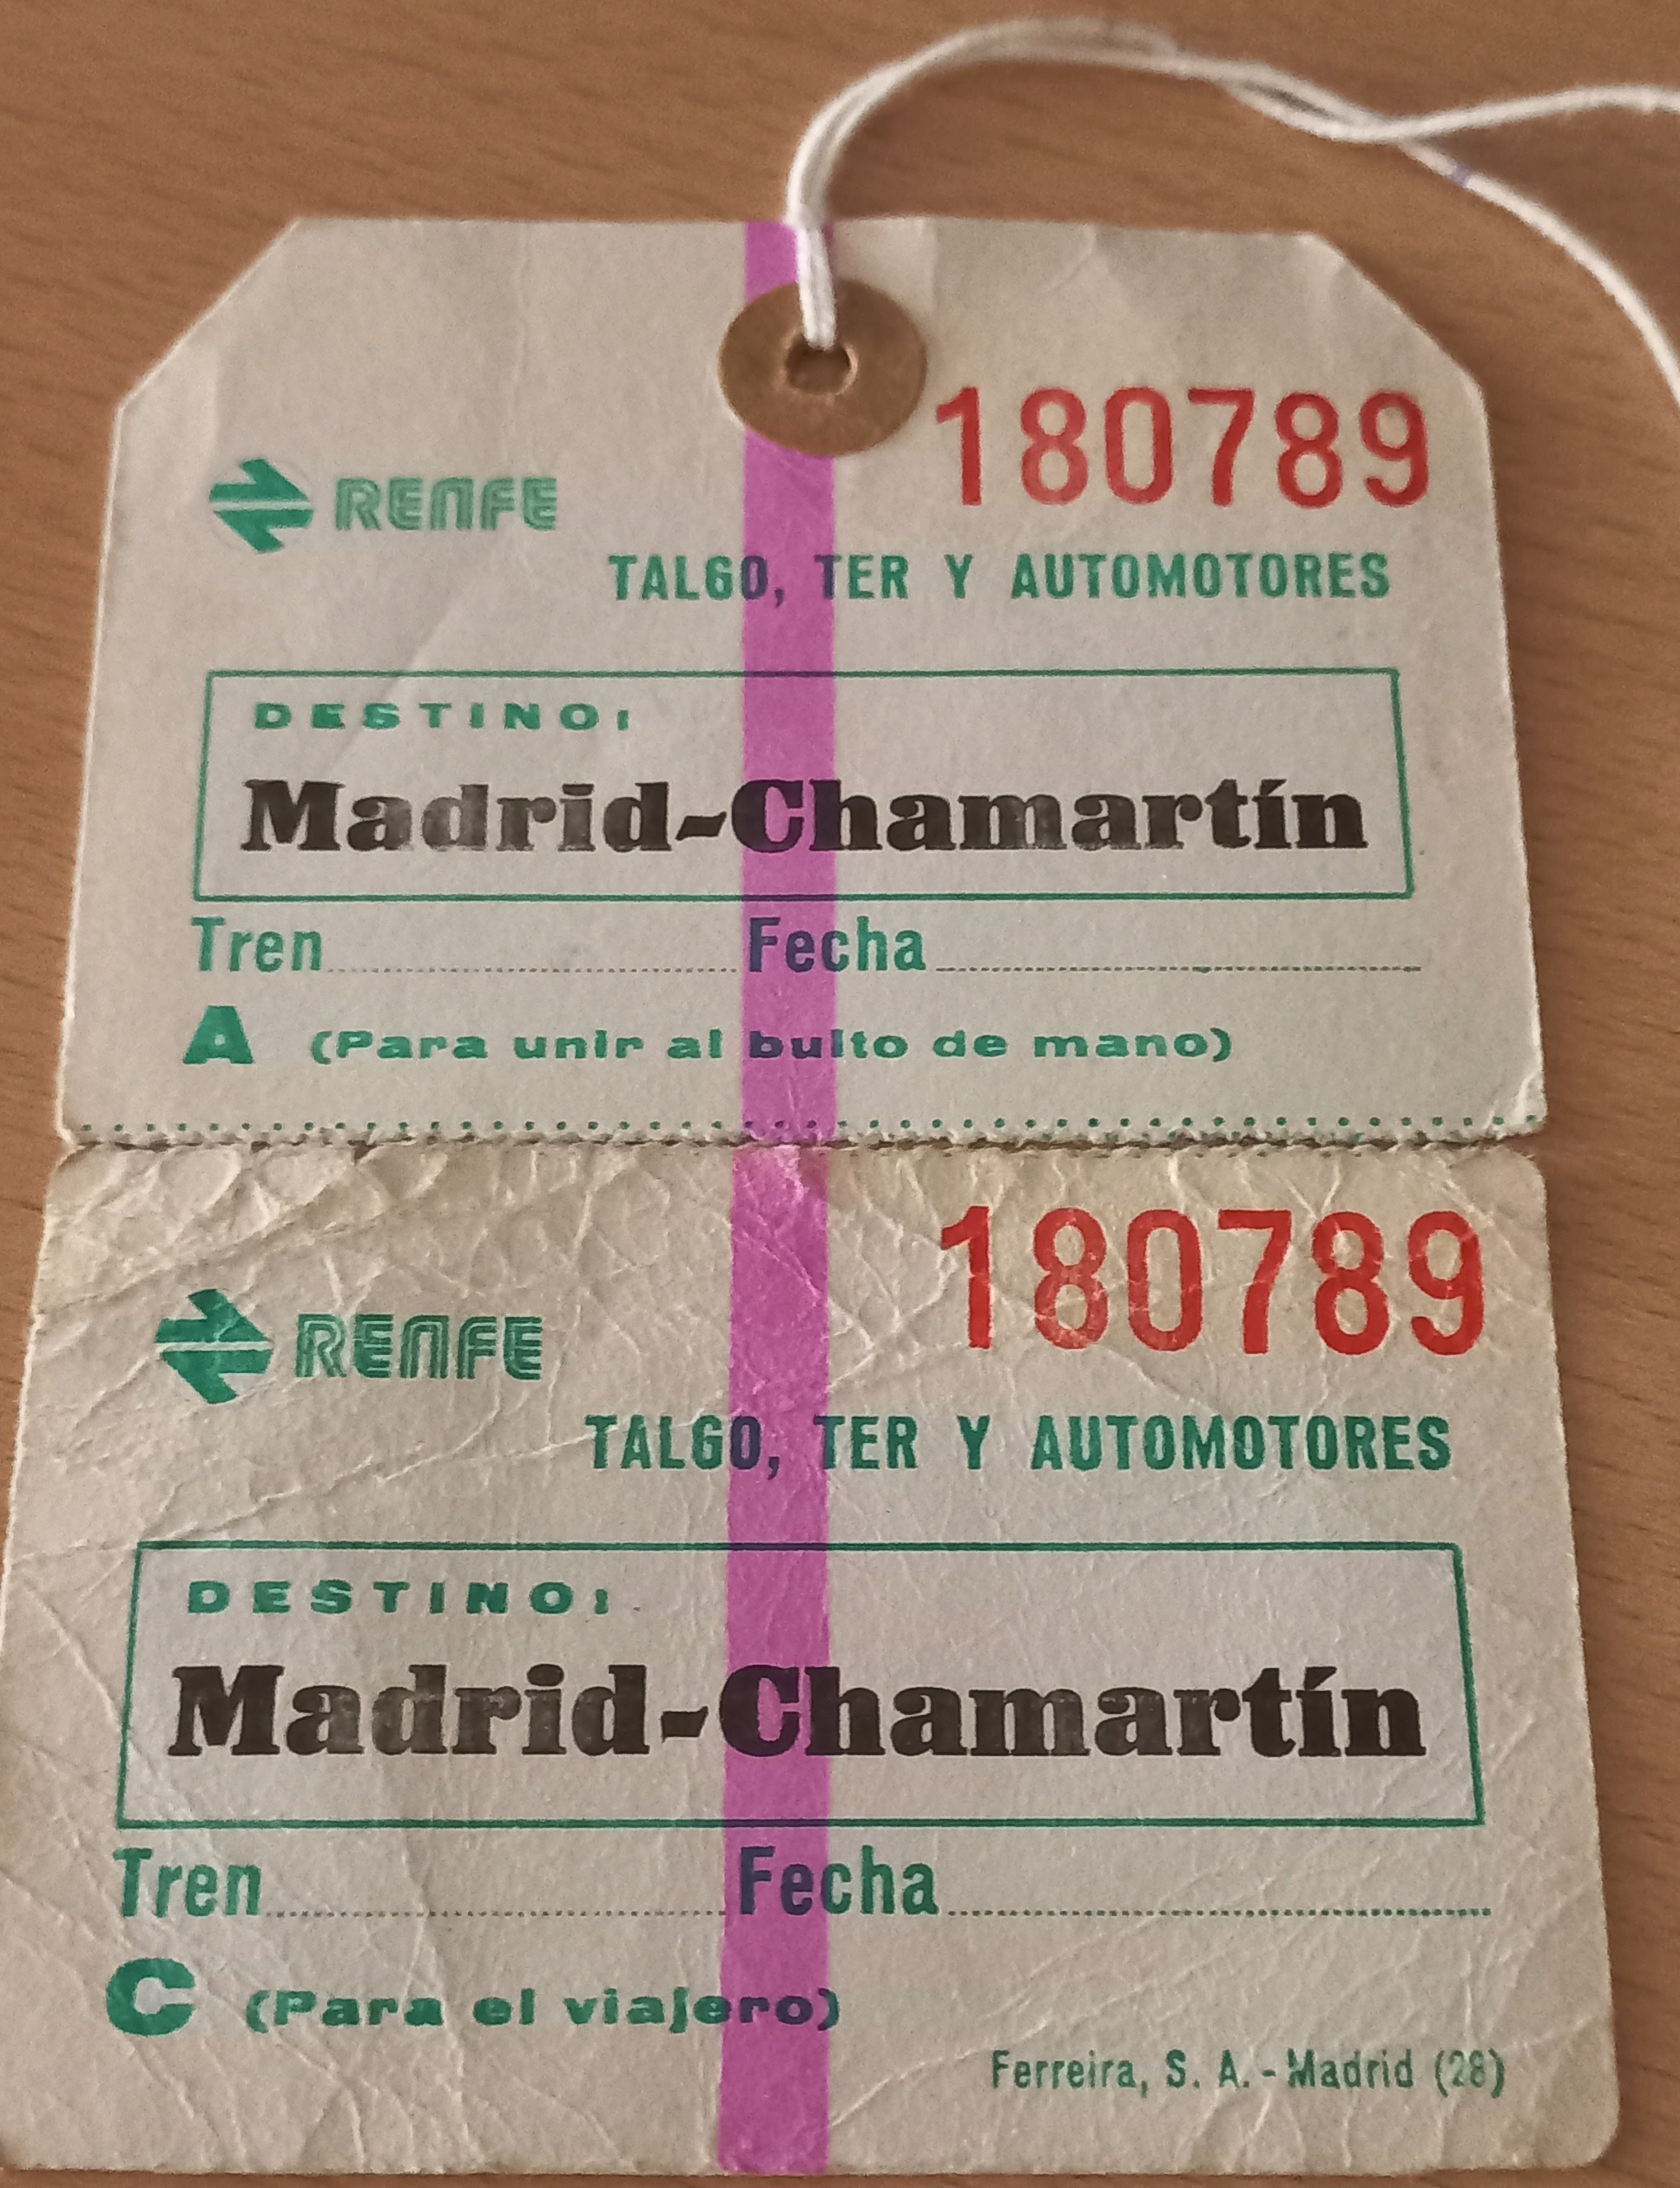 180789
RENFE
TALGO, TER Y AUTOMOTORES
DESTINO:
Madrid-Chamartín
Tren Fecha
A (Para unir al bulto de mano)
180789
RENFE
TALGO, TER Y AUTOMOTORES
DESTINO:
Madrid-Chamartín
Tren Fecha
C (Para el viajero)
Ferreira, S. A. - Madrid (28)